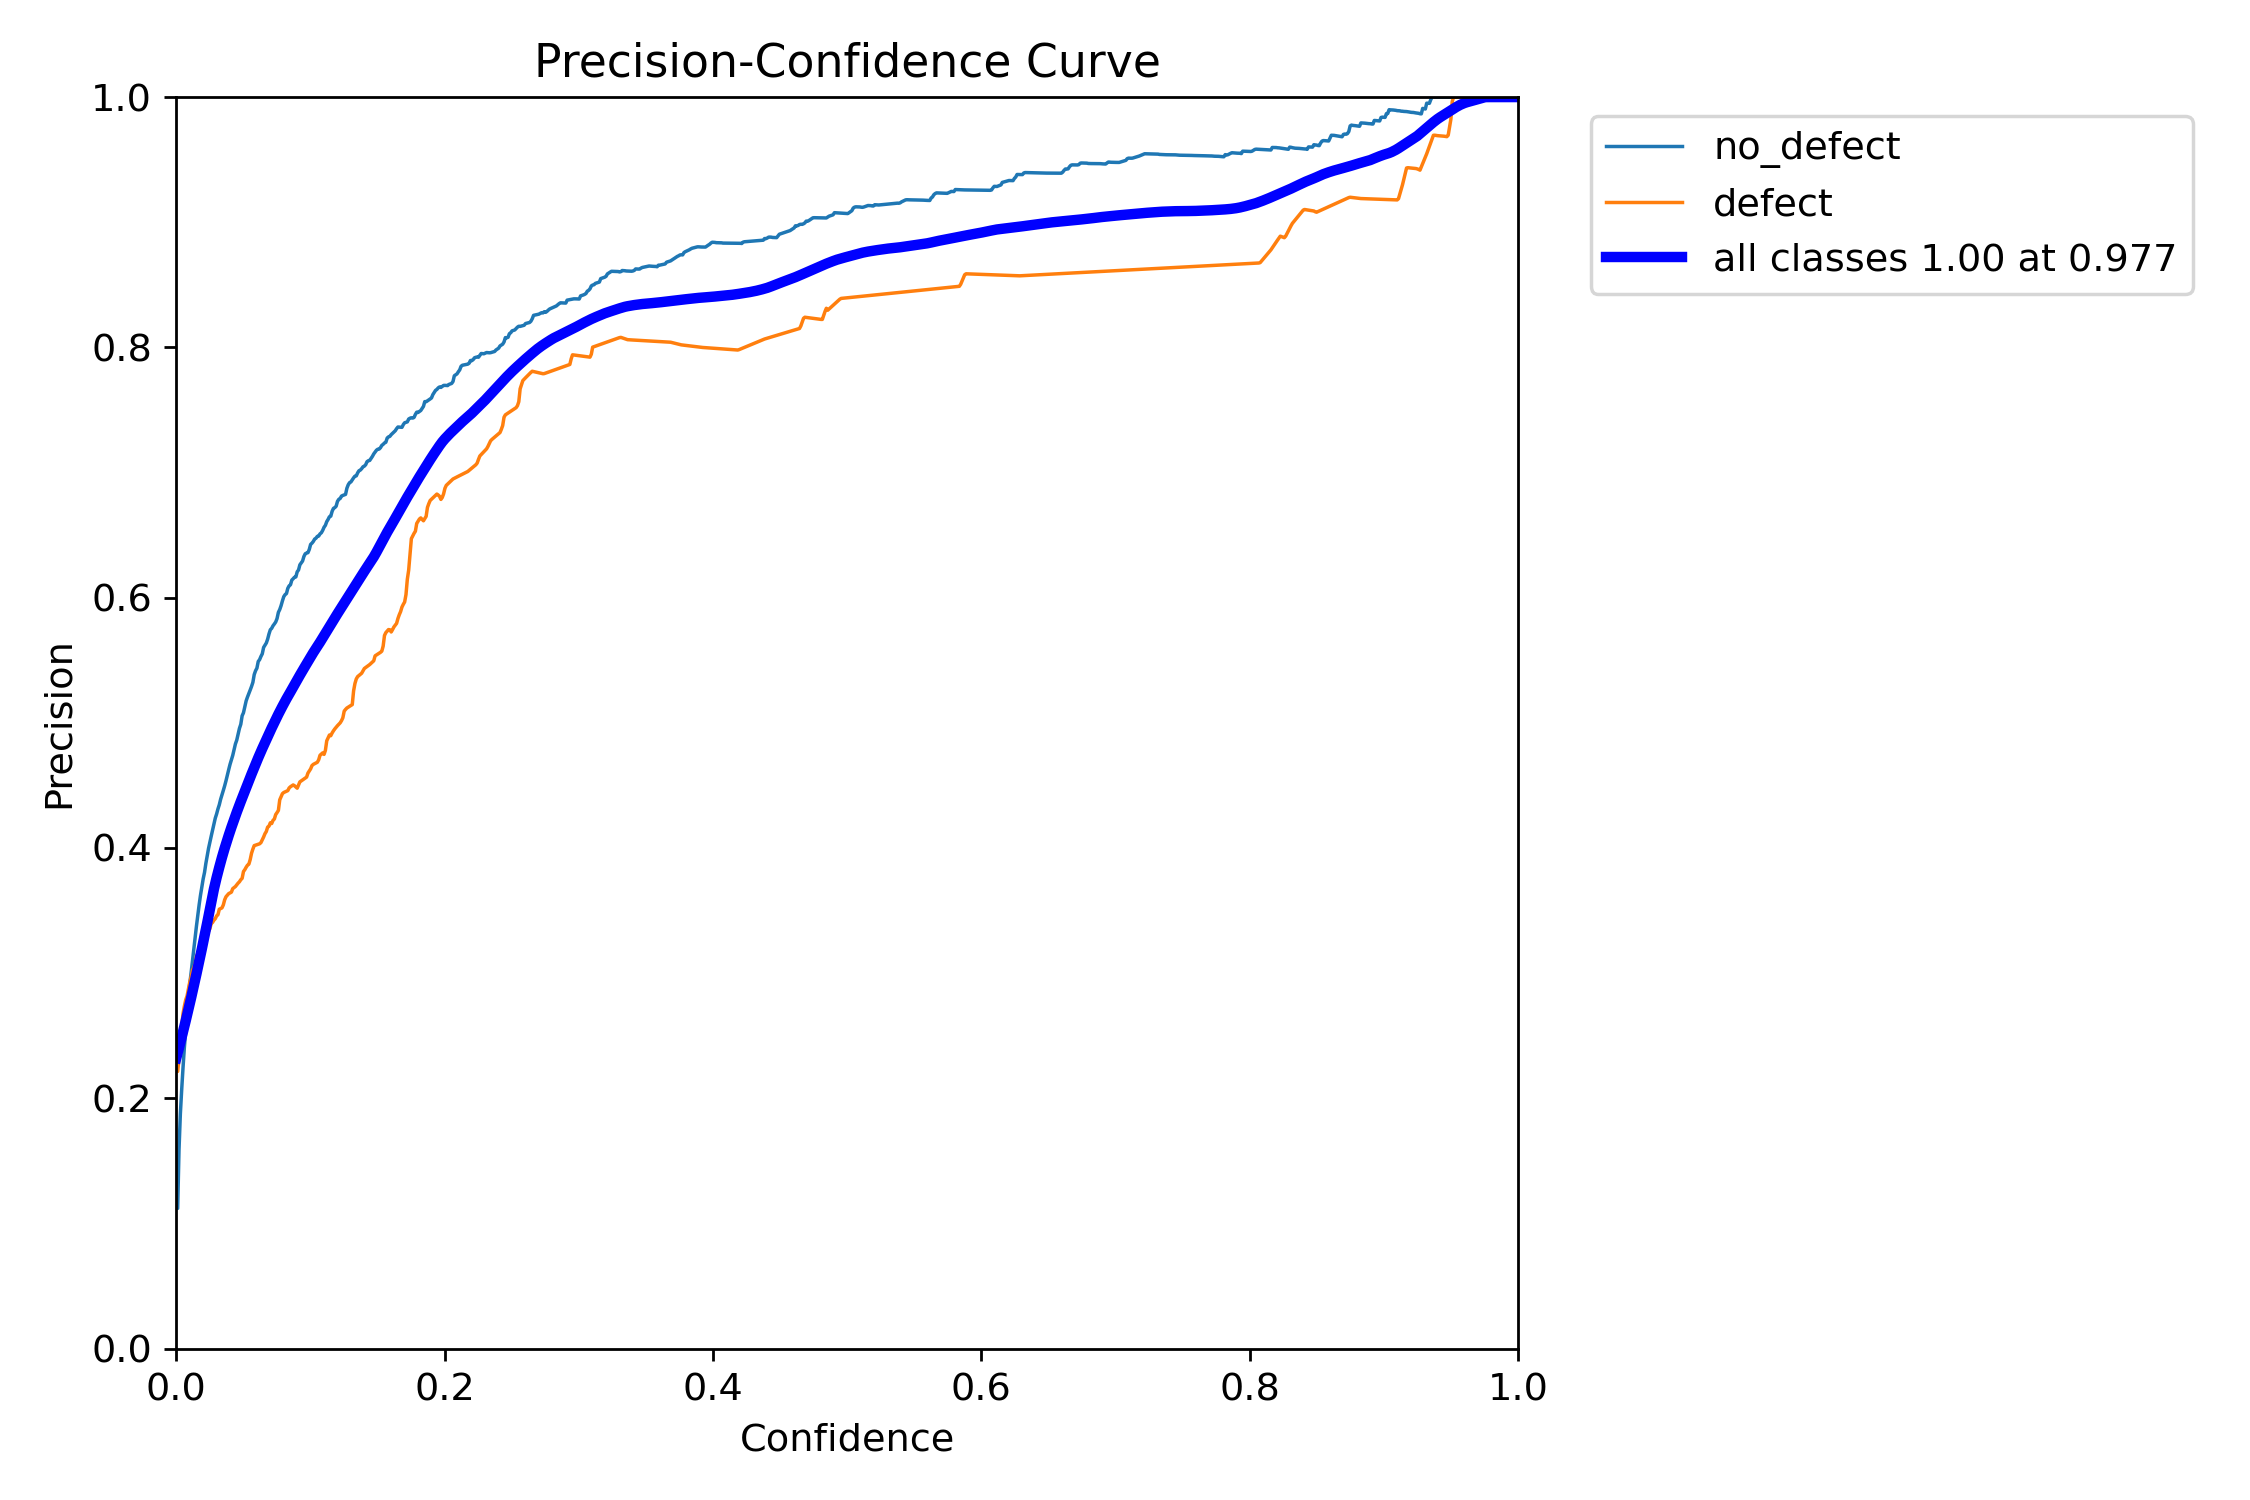 Precision-Confidence Curve
1.0
0.8
0.6
0.4
0.2
0.0
Precision
0.0 0.2 0.4 0.6 0.8 1.0
Confidence
no_defect
defect
all classes 1.00 at 0.977